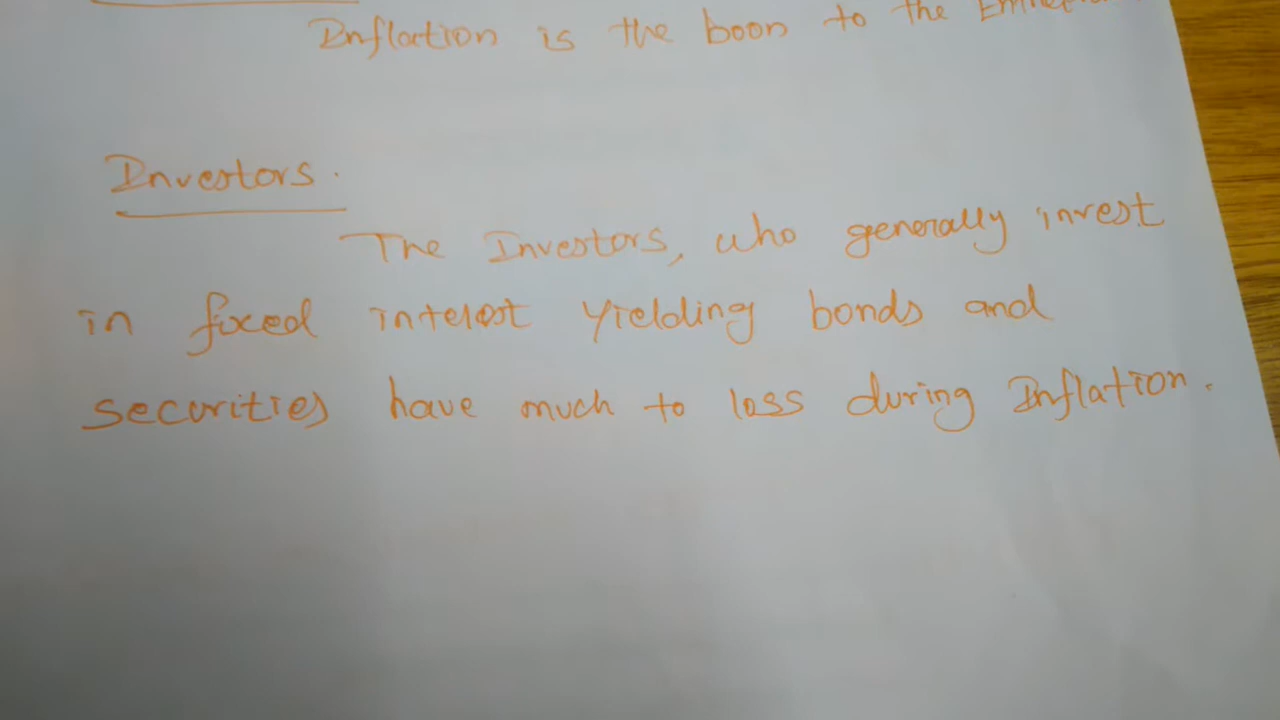 Inflation is the boon to the
Investors.
The Investors, who generally invest
in fixed interest yielding bonds and
securities have much to loss during Inflation.